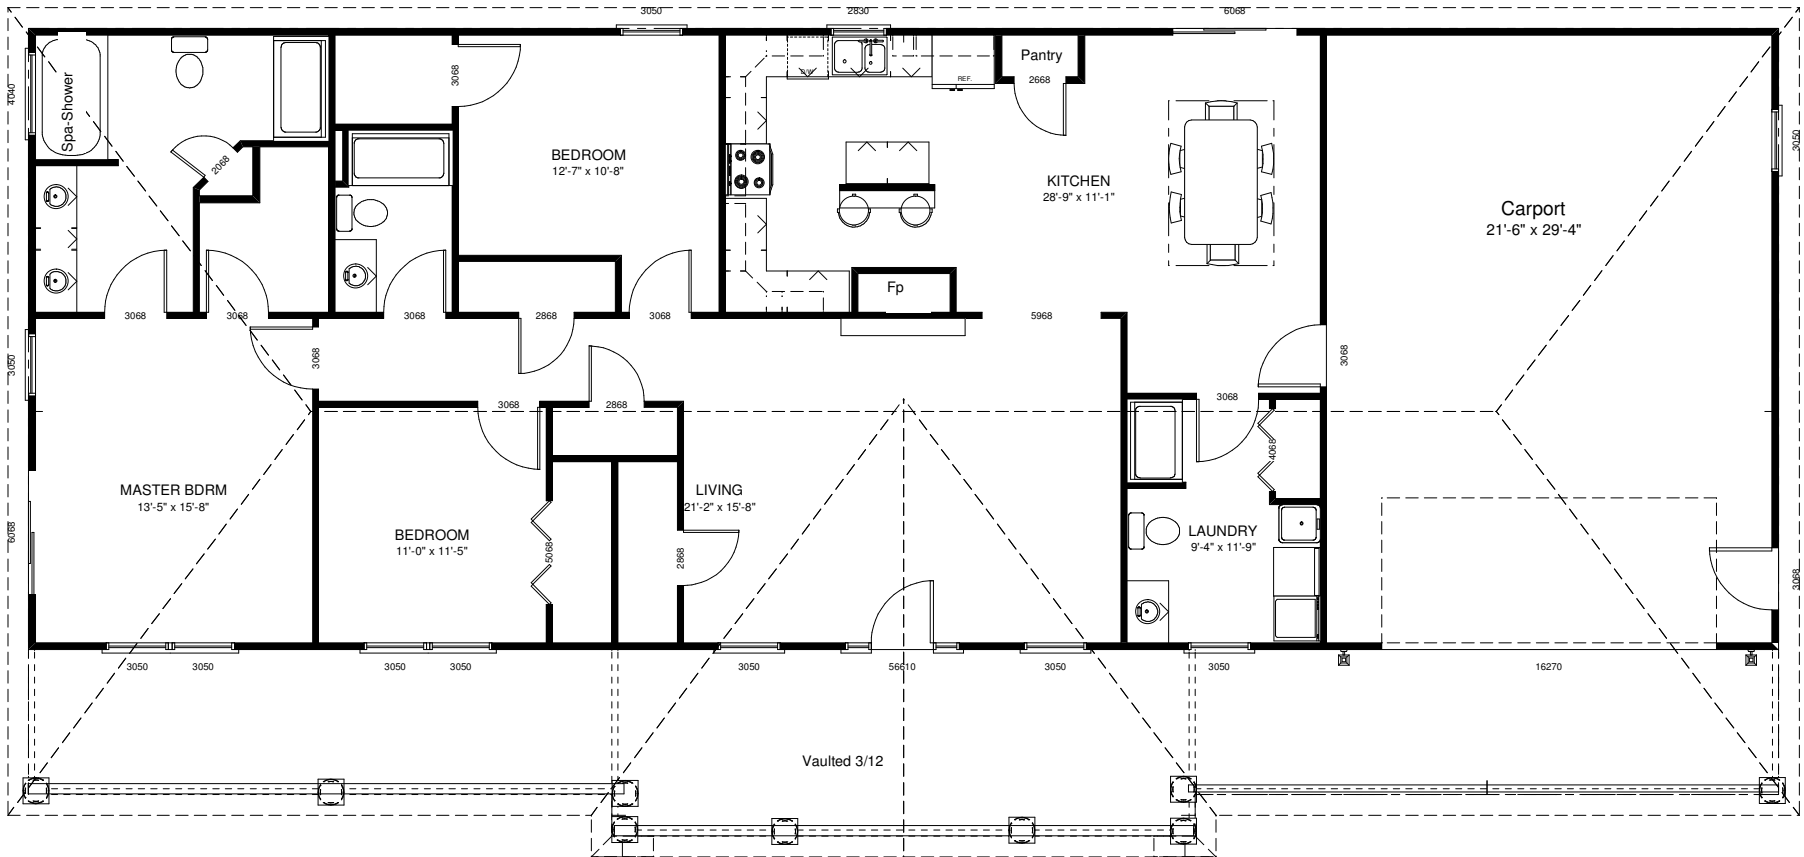 3050
2830
6068
4040
Spa-Shower
3068
Pantry
2668
D/W
REF.
2068
BEDROOM
12'-7" x 10'-8"
KITCHEN
28'-9" x 11'-1"
Carport
21'-6" x 29'-4"
3050
Fp
3068
3068
3068
2868
3068
5968
3050
3068
3068
3068
2868
3068
4068
MASTER BDRM
13'-5" x 15'-8"
LIVING
21'-2" x 15'-8"
6068
BEDROOM
11'-0" x 11'-5"
5068
2868
LAUNDRY
9'-4" x 11'-9"
3068
3050
3050
3050
3050
3050
56610
3050
3050
16270
Vaulted 3/12